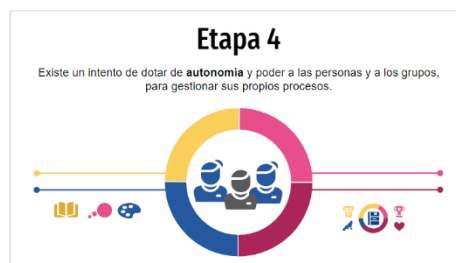 Etapa 4
Existe un intento de dotar de autonomía y poder a las personas y a los grupos,
para gestionar sus propios procesos.